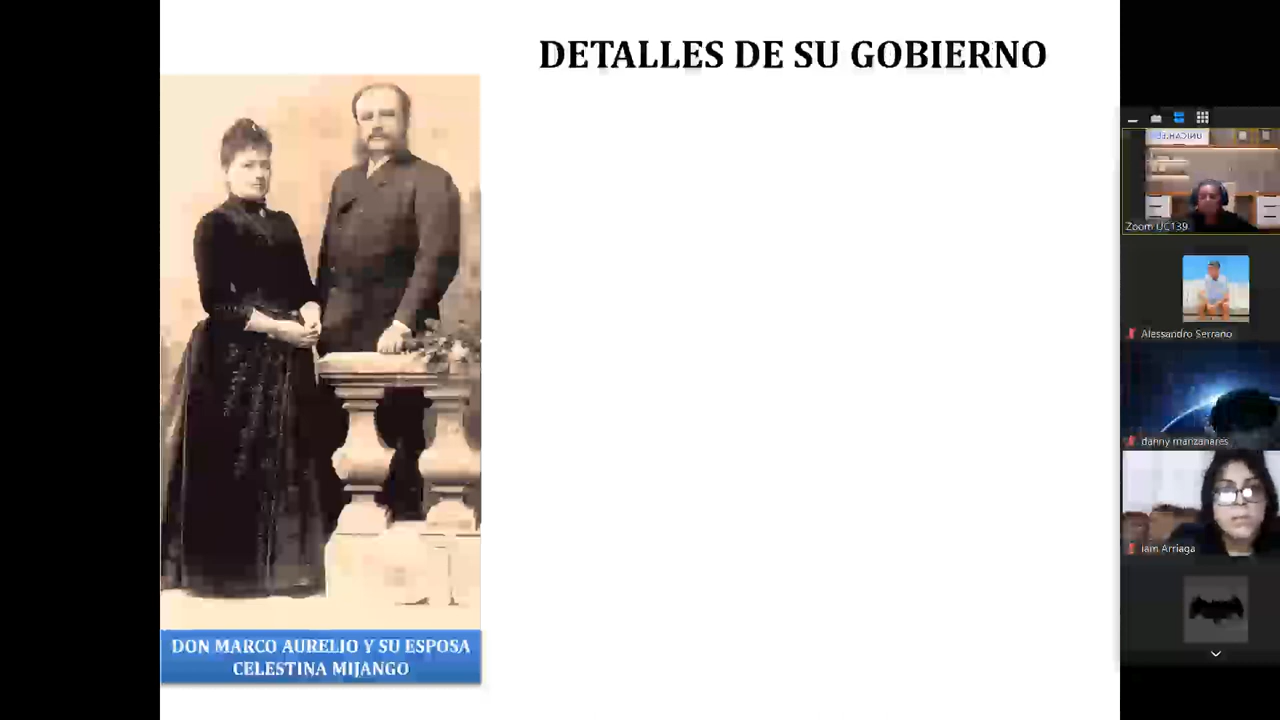 DETALLES DE SU GOBIERNO
DON MARCO AURELIO Y SU ESPOSA
CELESTINA MIJANGO
Zoom UC139
Alessandro Serrano
danny manzanares
iam Arriaga